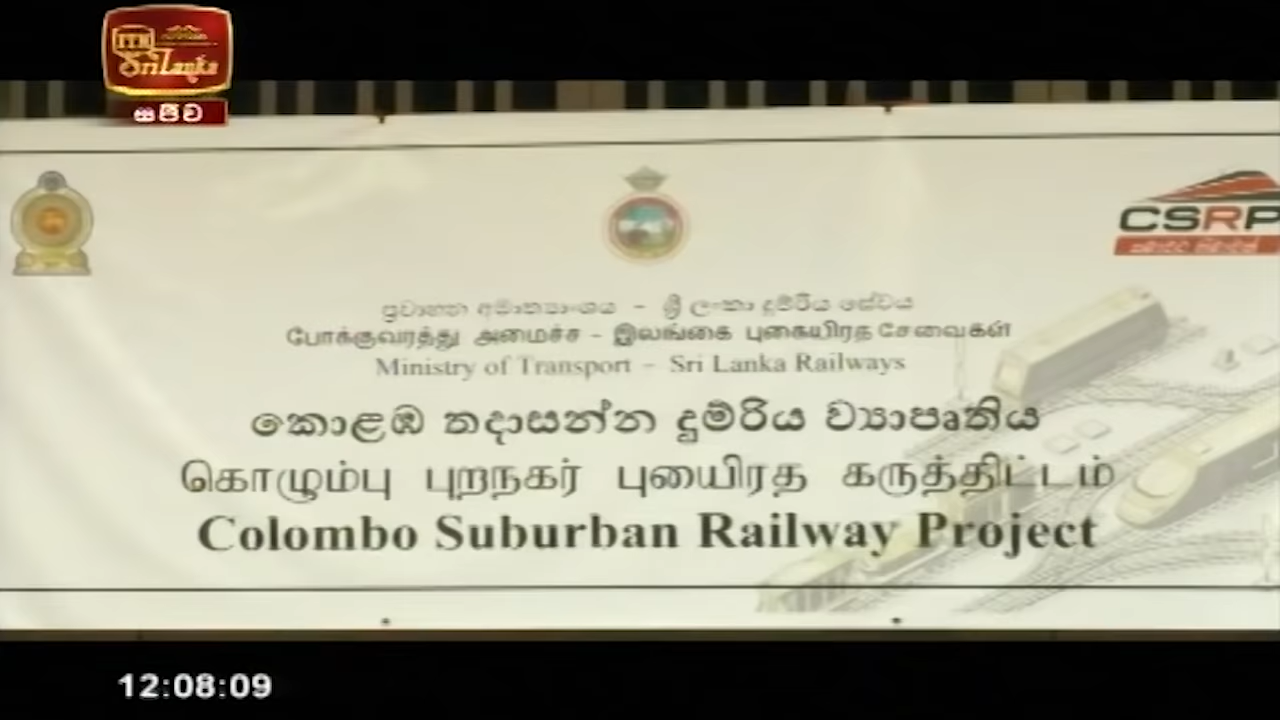 ITN
Sri Lanka
සජීව
CSRP
ප්‍රවාහන අමාත්‍යාංශය - ශ්‍රී ලංකා දුම්රිය සේවය
போக்குவரத்து அமைச்சு - இலங்கை புகையிரத சேவைகள்
Ministry of Transport - Sri Lanka Railways
කොළඹ තදාසන්න දුම්රිය ව්‍යාපෘතිය
கொழும்பு புறநகர் புயைிரத கருத்திட்டம்
Colombo Suburban Railway Project
12:08:09